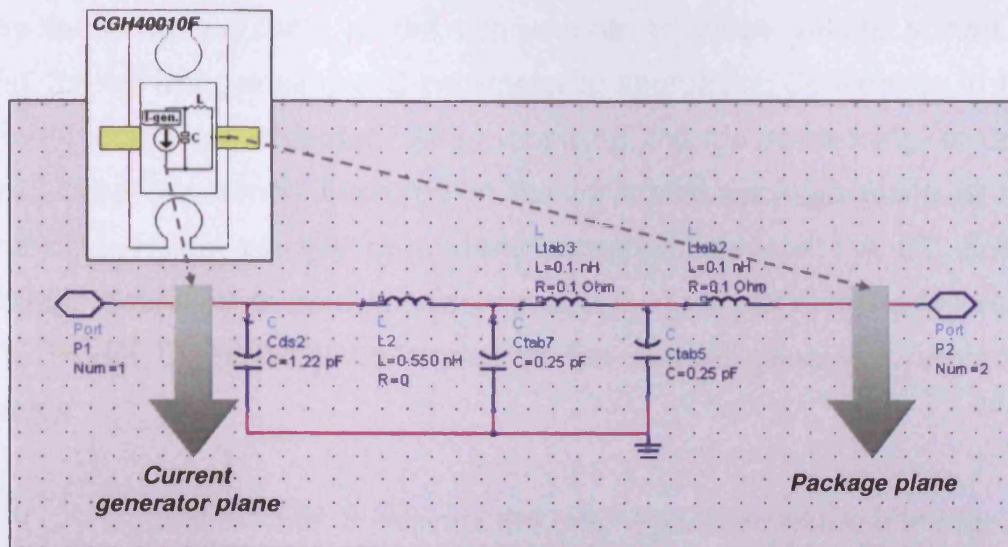 CGH40010F
I-gen.
L
C
L
Ltab3
L=0.1 nH
R=0.1 Ohm
L
Ltab2
L=0.1 nH
R=0.1 Ohm
Port
P1
Num=1
C
Cds2
C=1.22 pF
L
L2
L=0.550 nH
R=0
C
Ctab7
C=0.25 pF
C
Ctab5
C=0.25 pF
Port
P2
Num=2
Current
generator plane
Package plane